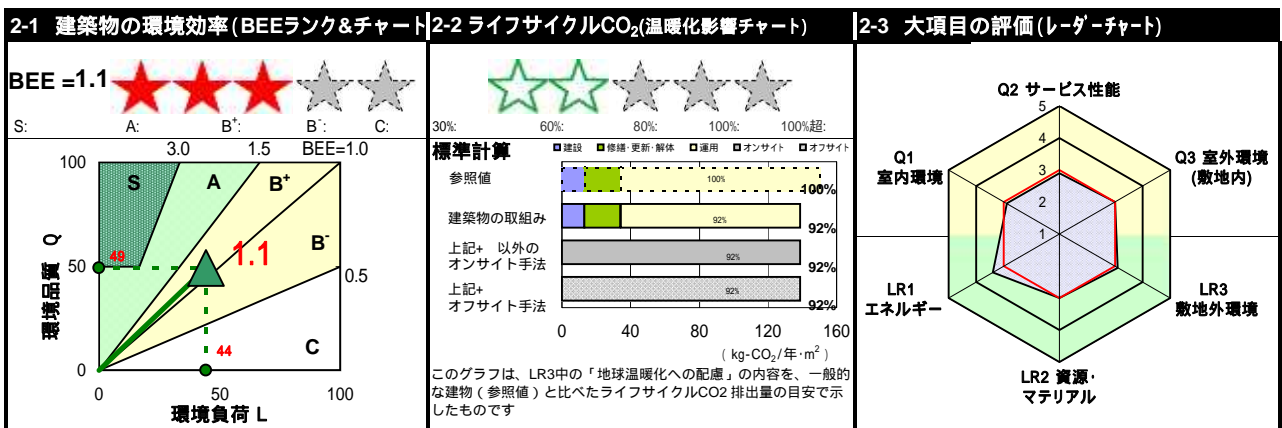 2-1 建築物の環境効率(BEEランク&チャート
BEE =1.1
S: A: B+: B-: C:
3.0 1.5 BEE=1.0
100
S A B+
B-
環境品質 Q
50
49
1.1
0.5
44
C
0
0 50 100
環境負荷 L
2-2 ライフサイクルCO2(温暖化影響チャート)
30%: 60%: 80%: 100%: 100%超:
標準計算
建設 修繕・更新・解体 運用 オンサイト オフサイト
参照値 100% 100%
建築物の取組み 92% 92%
上記+ 以外の
オンサイト手法 92% 92%
上記+
オフサイト手法 92% 92%
0 40 80 120 160
( kg-CO2/年・m2 )
このグラフは、LR3中の「地球温暖化への配慮」の内容を、一般的
な建物(参照値)と比べたライフサイクルCO2 排出量の目安で示
したものです
2-3 大項目の評価(レーダーチャート)
Q2 サービス性能
5
4
3
2
1
Q1
室内環境
Q3 室外環境
(敷地内)
LR1
エネルギー
LR3
敷地外環境
LR2 資源・
マテリアル